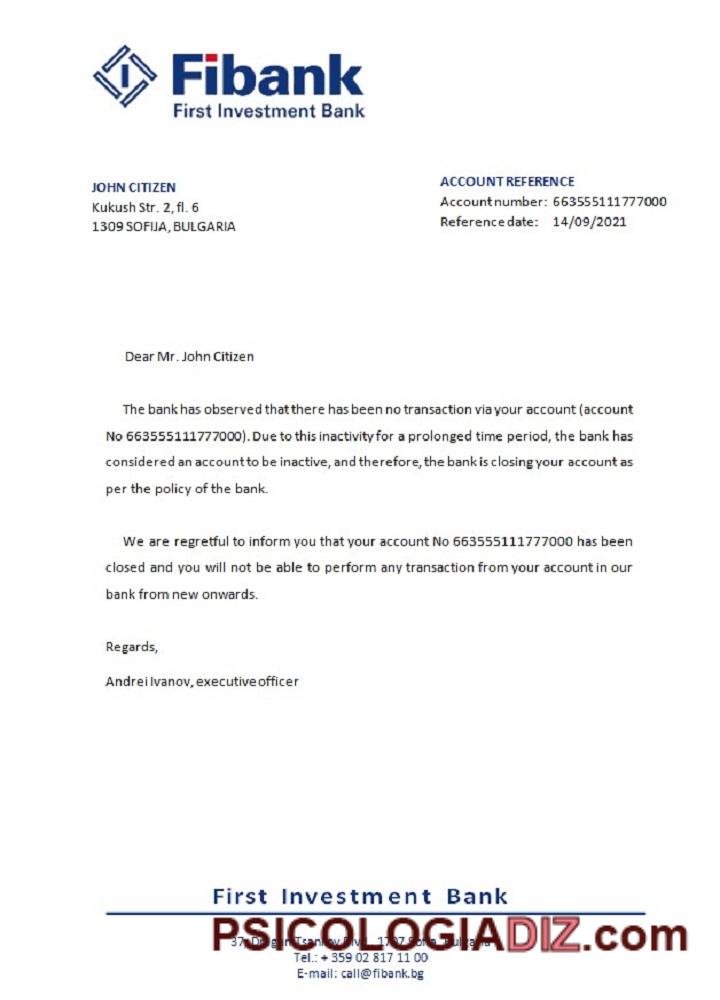 Fibank
First Investment Bank
JOHN CITIZEN
Kukush Str. 2, fl. 6
1309 SOFIJA, BULGARIA
ACCOUNT REFERENCE
Account number: 663555111777000
Reference date: 14/09/2021
Dear Mr. John Citizen
The bank has observed that there has been no transaction via your account (account
No 663555111777000). Due to this inactivity for a prolonged time period, the bank has
considered an account to be inactive, and therefore, the bank is closing your account as
per the policy of the bank.
We are regretful to inform you that your account No 663555111777000 has been
closed and you will not be able to perform any transaction from your account in our
bank from new onwards.
Regards,
Andrei Ivanov, executive officer
First Investment Bank
PSICOLOGIADIZ.com
37, Dragan Tsankov Blvd., 1797 Sofia, Bulgaria
Tel.: + 359 02 817 11 00
E-mail: call@fibank.bg